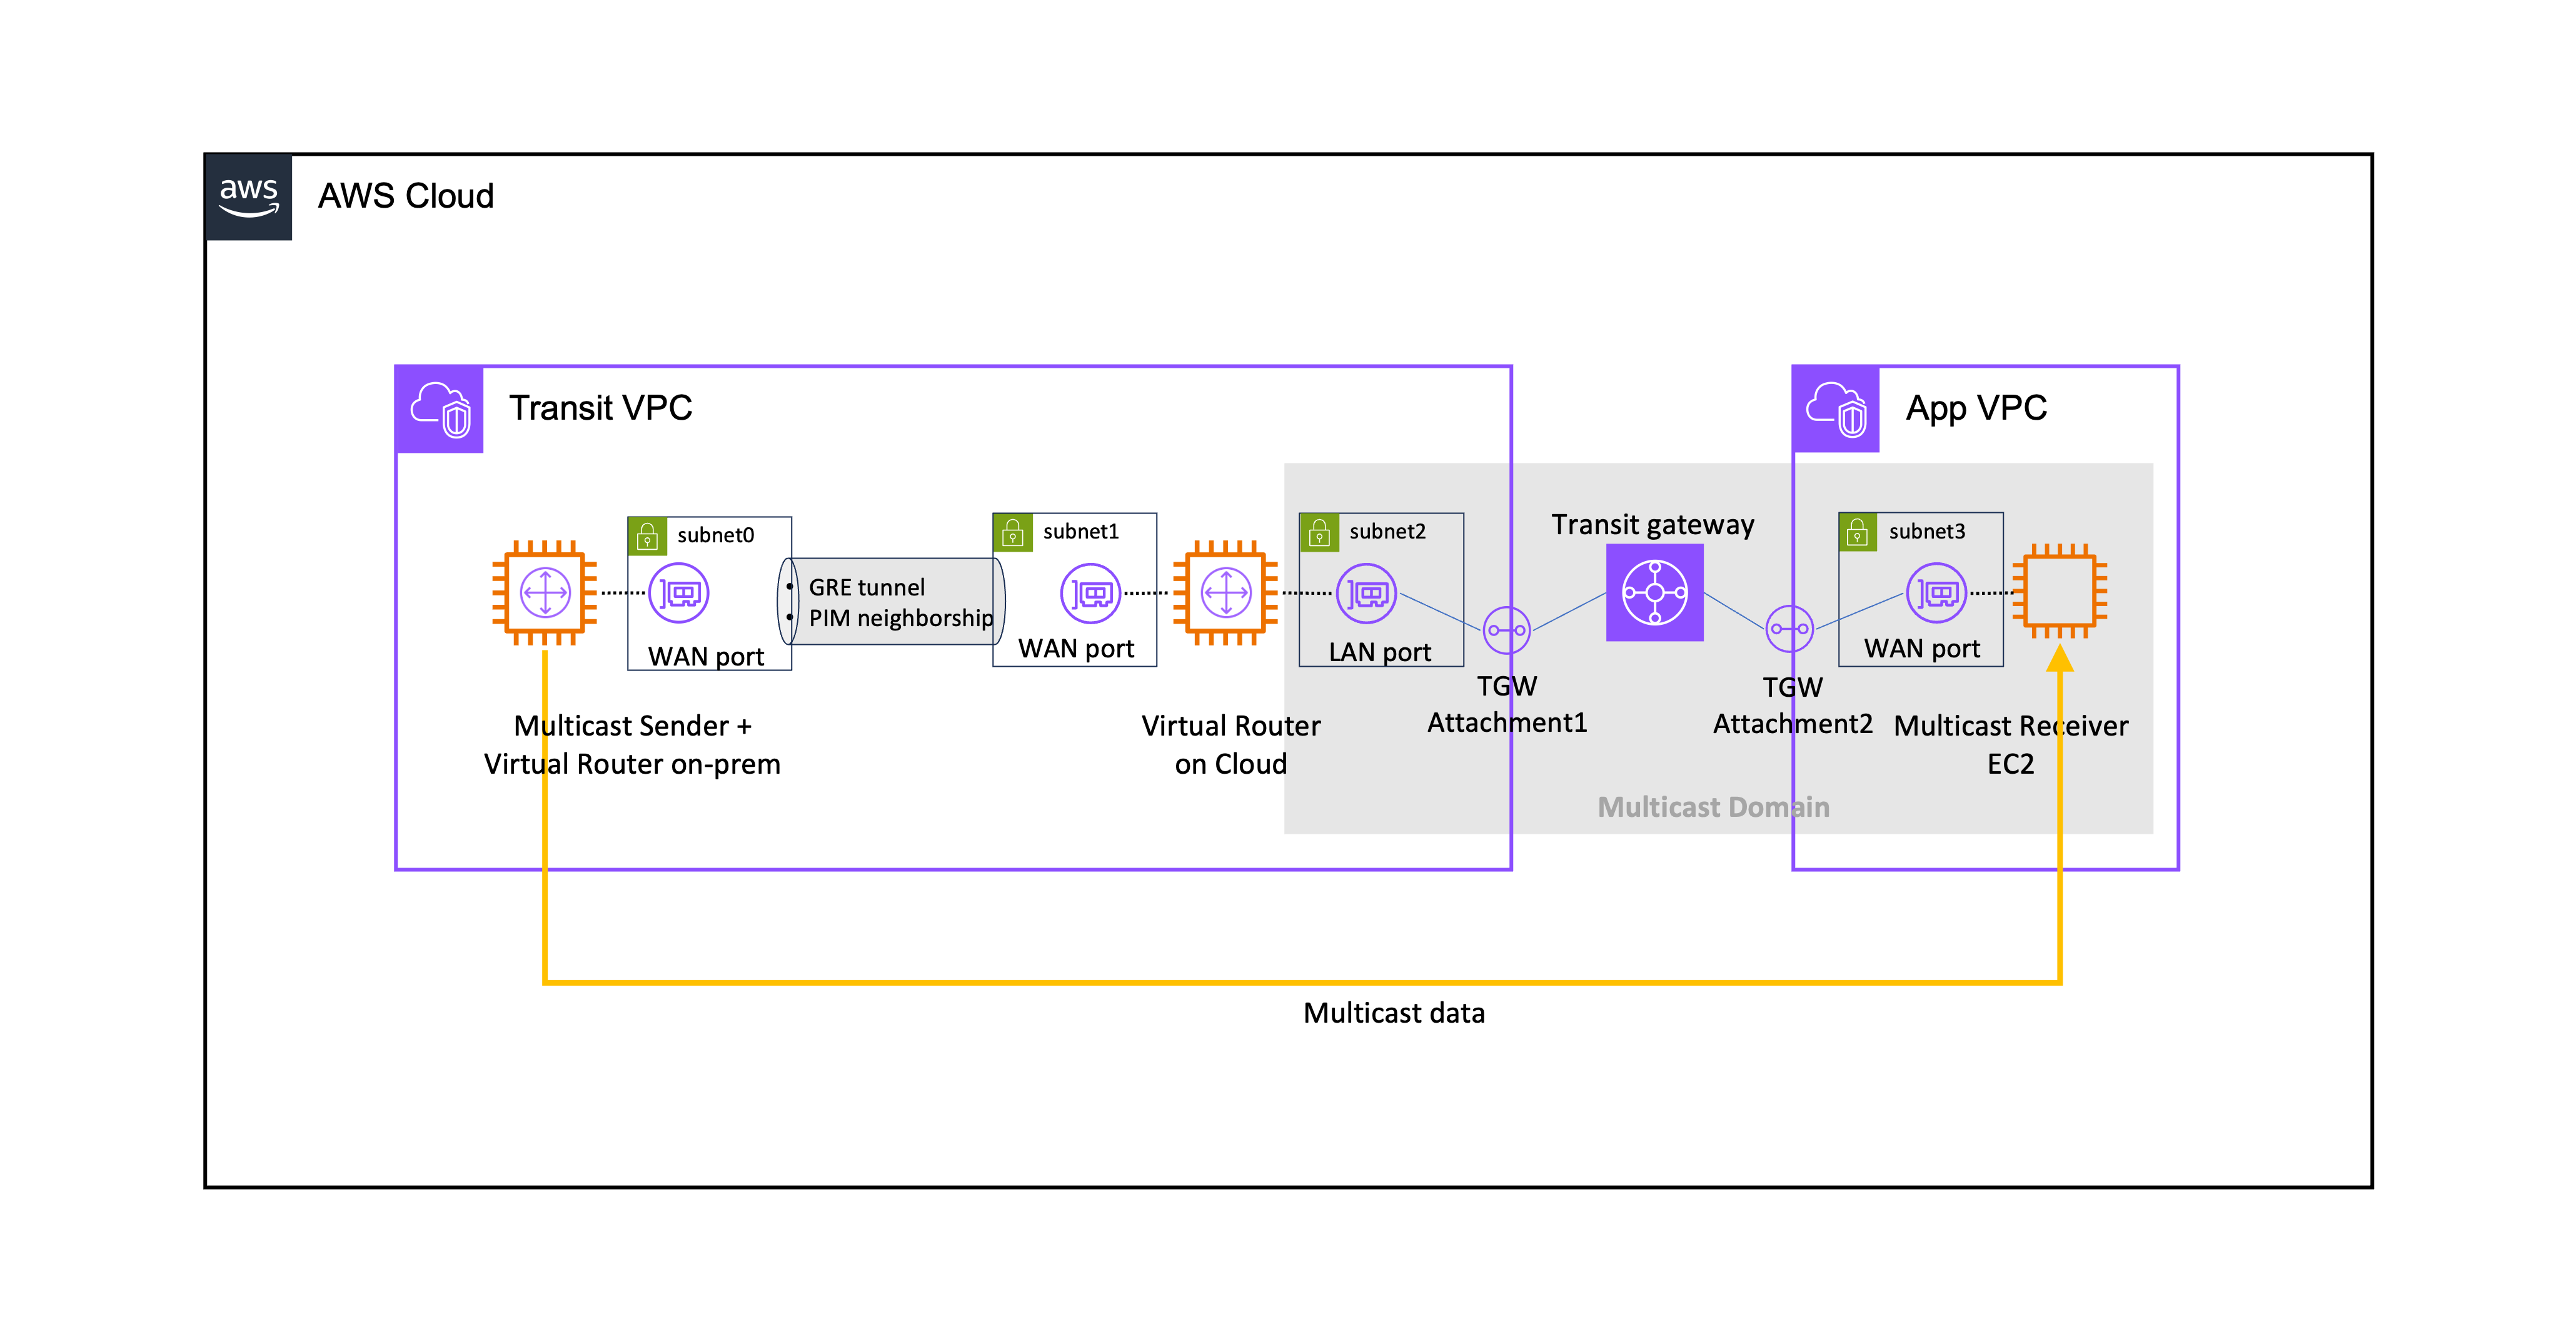 aws
AWS Cloud
Transit VPC
App VPC
subnet0
WAN port
• GRE tunnel
• PIM neighborship
subnet1
WAN port
subnet2
LAN port
Transit gateway
subnet3
WAN port
Multicast Sender +
Virtual Router on-prem
Virtual Router
on Cloud
TGW
Attachment1
TGW
Attachment2
Multicast Receiver
EC2
Multicast Domain
Multicast data